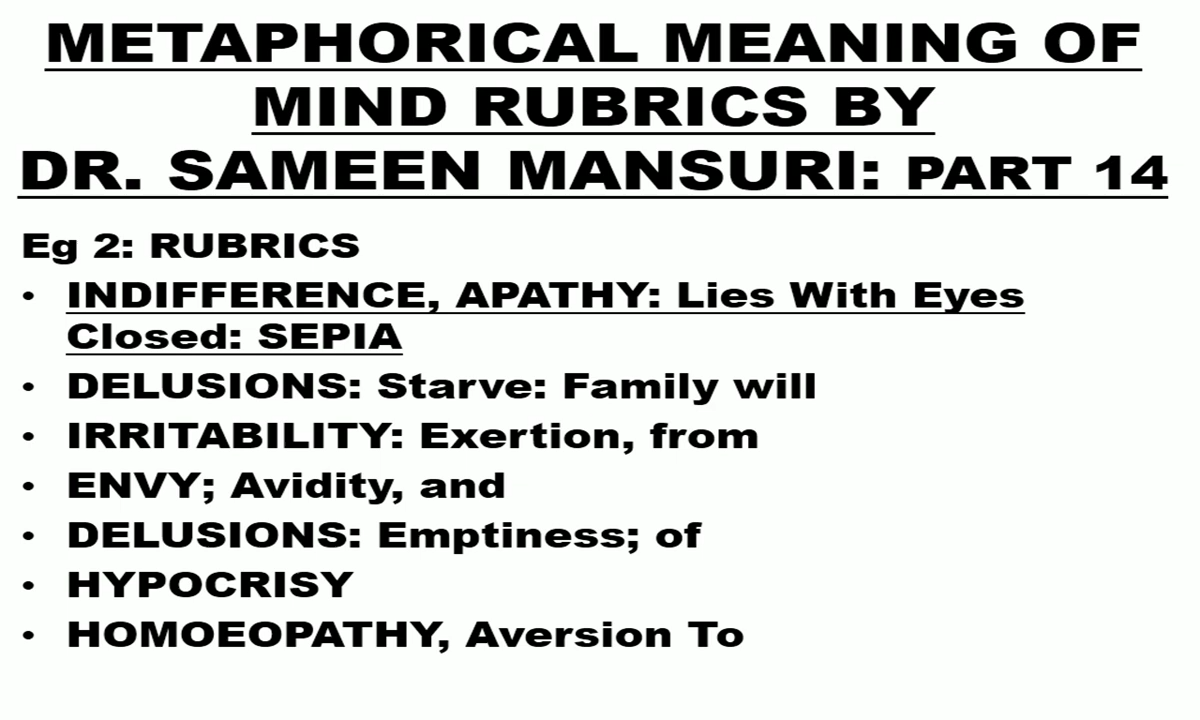 METAPHORICAL MEANING OF
MIND RUBRICS BY
DR. SAMEEN MANSURI: PART 14
Eg 2: RUBRICS
• INDIFFERENCE, APATHY: Lies With Eyes
Closed: SEPIA
• DELUSIONS: Starve: Family will
• IRRITABILITY: Exertion, from
• ENVY; Avidity, and
• DELUSIONS: Emptiness; of
• HYPOCRISY
• HOMOEOPATHY, Aversion To